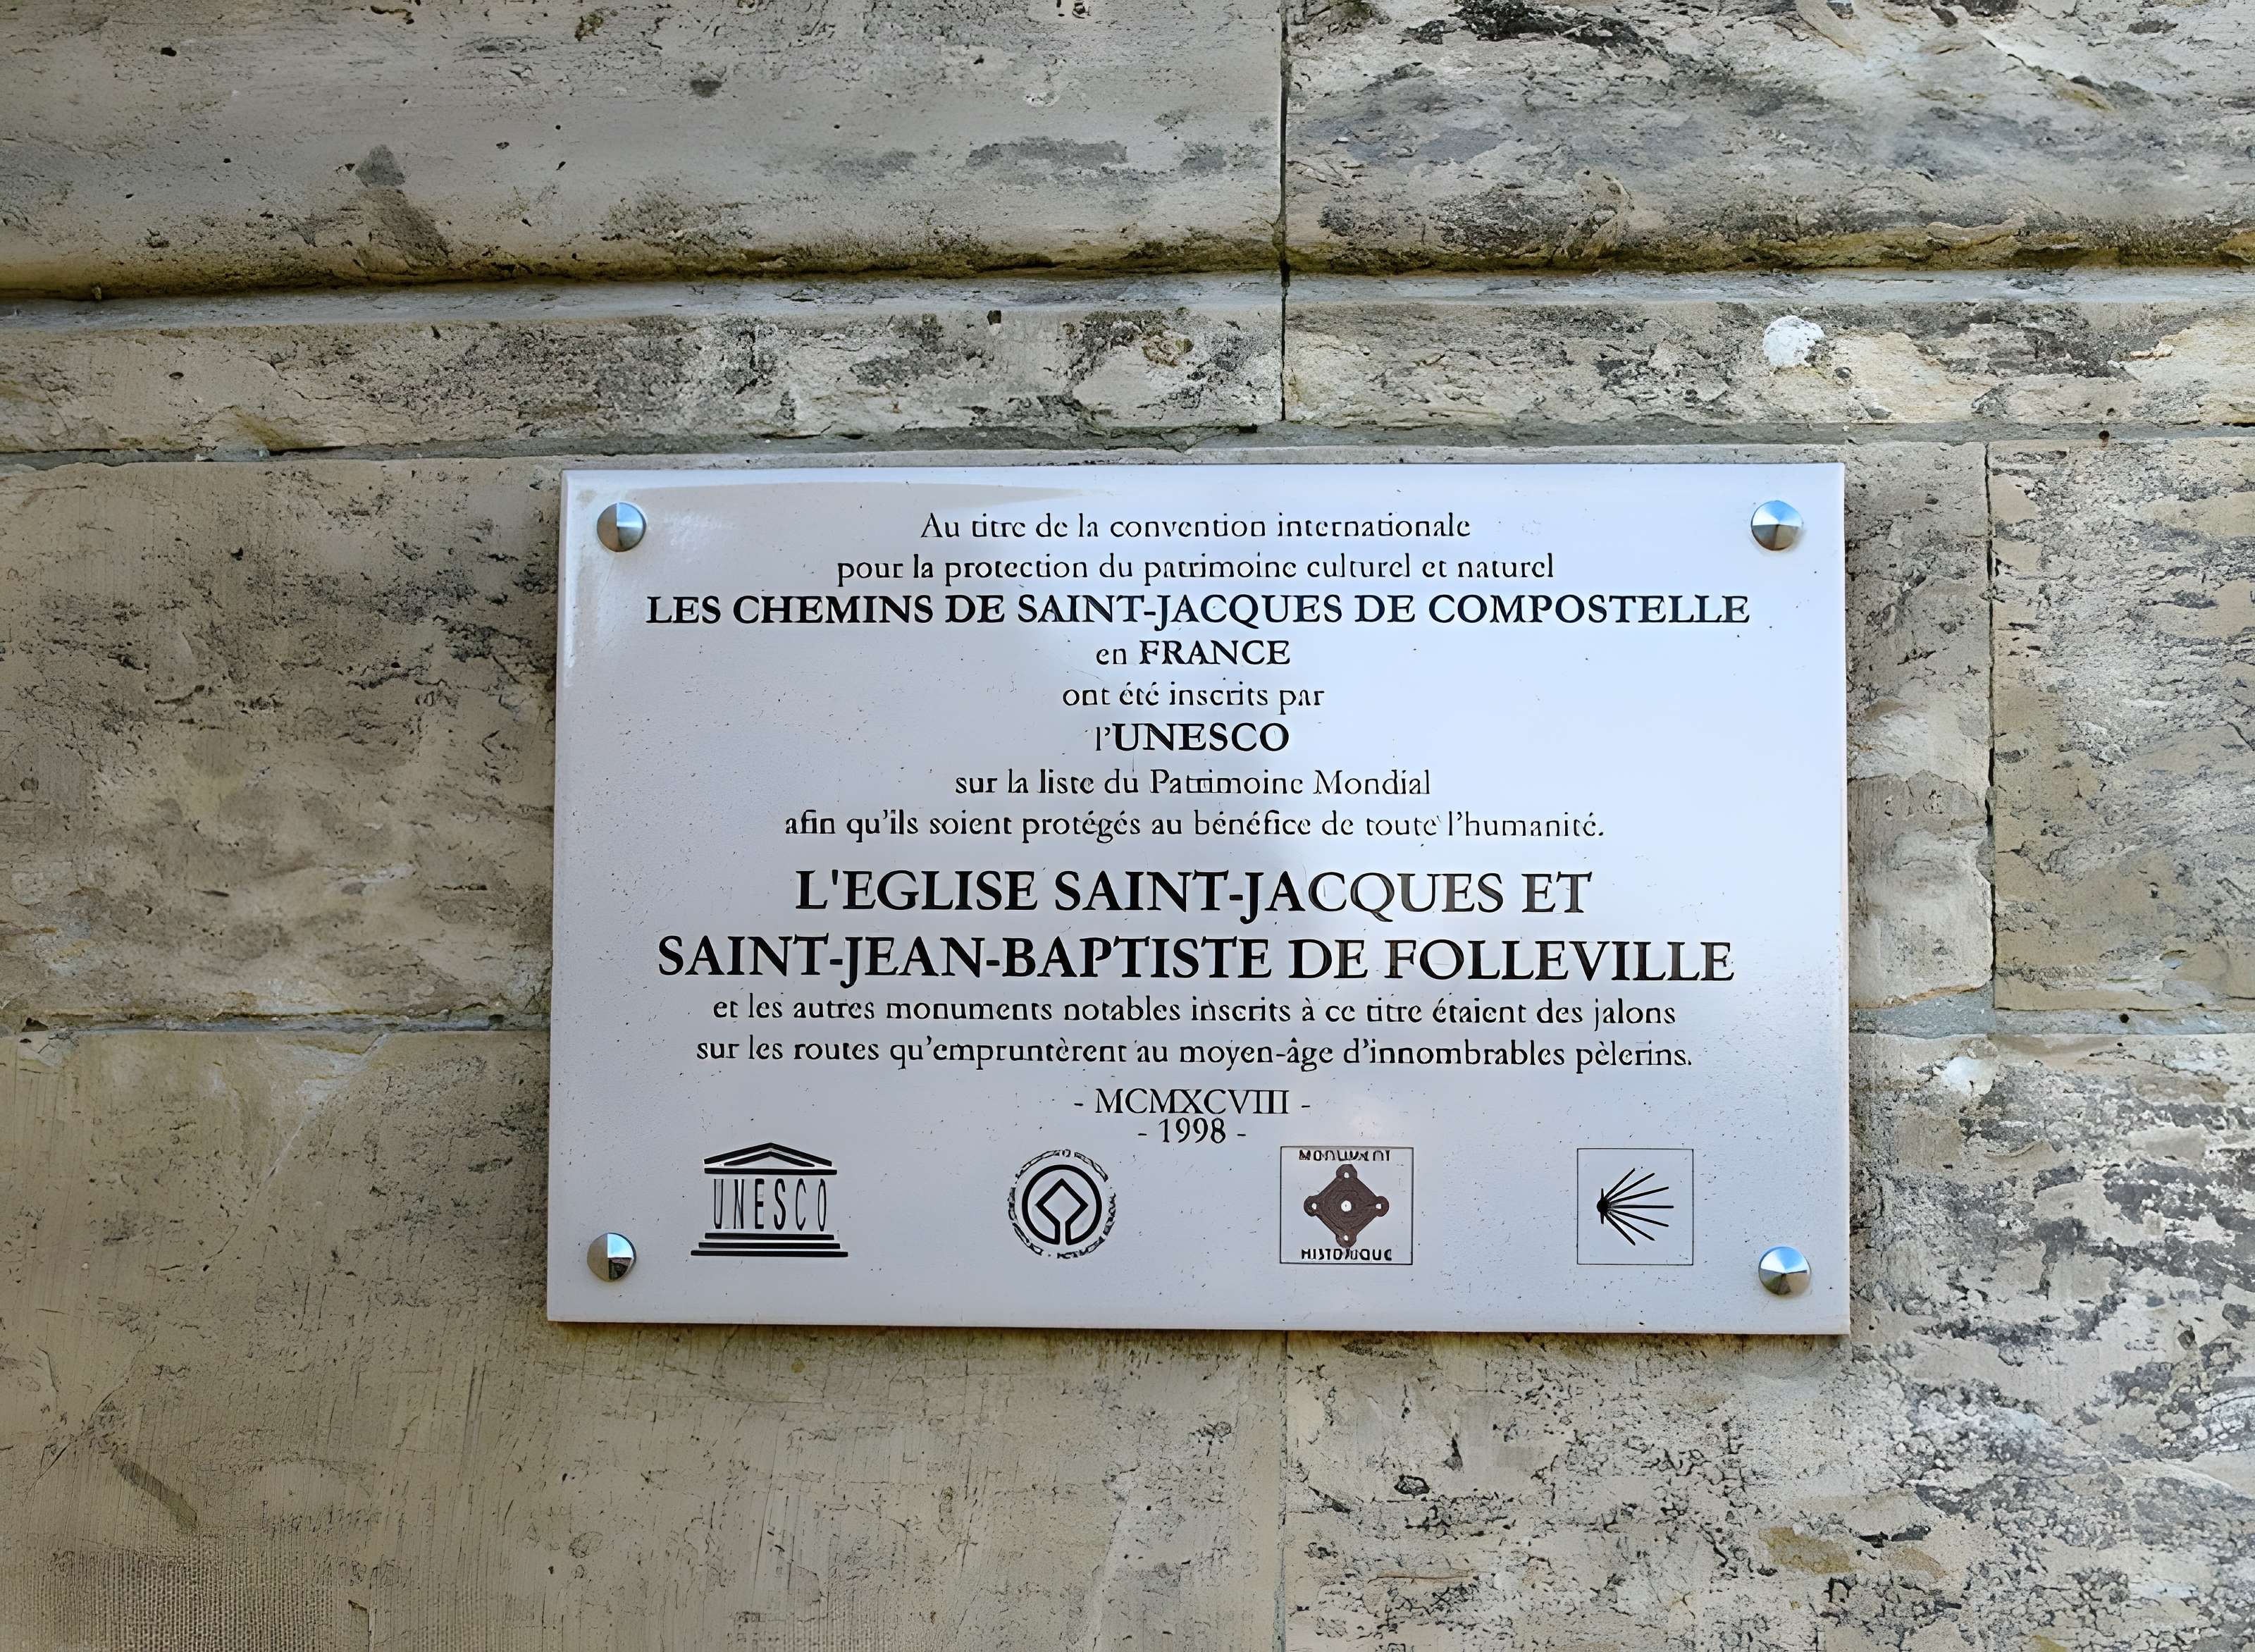 Au titre de la convention internationale
pour la protection du patrimoine culturel et naturel
LES CHEMINS DE SAINT-JACQUES DE COMPOSTELLE
en FRANCE
ont été inscrits par
l'UNESCO
sur la liste du Patrimoine Mondial
afin qu'ils soient protégés au bénéfice de toute l'humanité.
L'EGLISE SAINT-JACQUES ET
SAINT-JEAN-BAPTISTE DE FOLLEVILLE
et les autres monuments notables inscrits à ce titre étaient des jalons
sur les routes qu'empruntèrent au moyen-âge d'innombrables pèlerins.
- MCMXCVIII -
- 1998 -
UNESCO
MONUMENT
HISTORIQUE